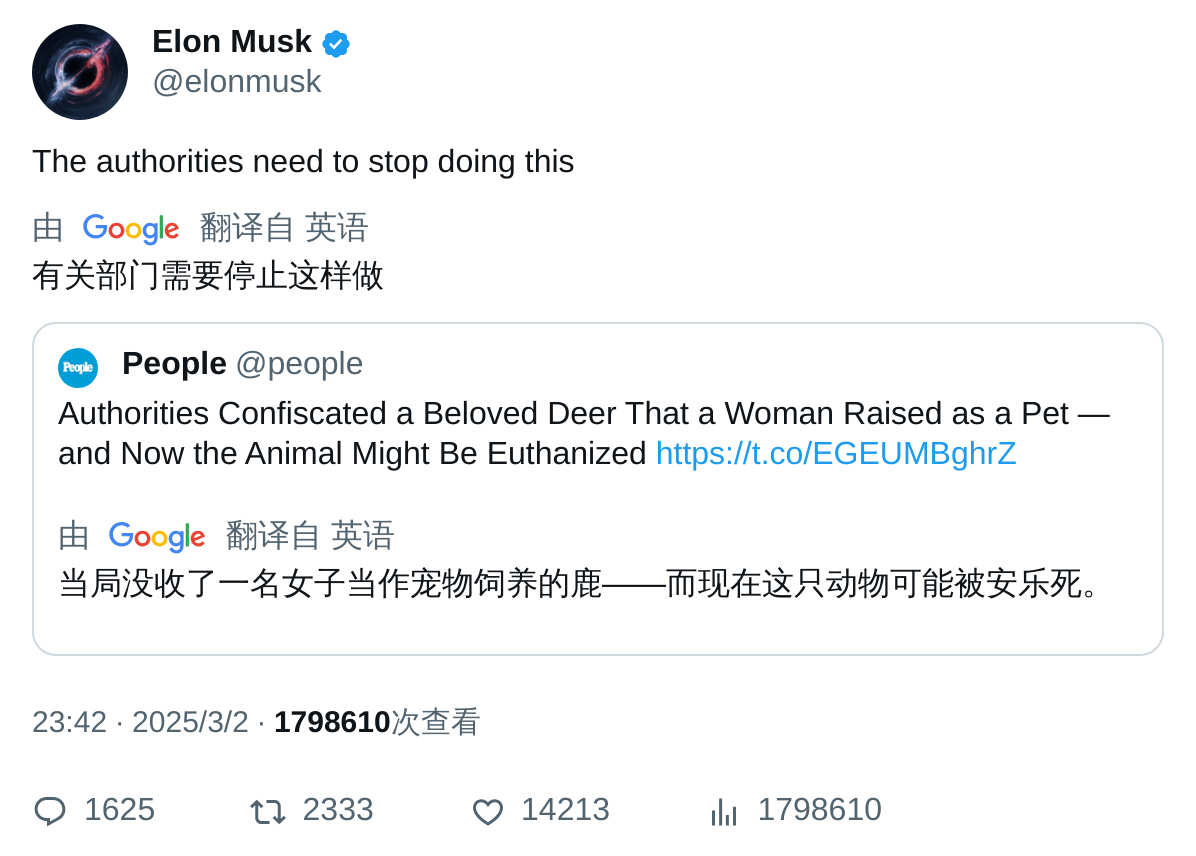 Elon Musk
@elonmusk
The authorities need to stop doing this
由 Google 翻译自 英语
有关部门需要停止这样做
People People @people
Authorities Confiscated a Beloved Deer That a Woman Raised as a Pet —
and Now the Animal Might Be Euthanized https://t.co/EGEUMBghrZ
由 Google 翻译自 英语
当局没收了一名女子当作宠物饲养的鹿——而现在这只动物可能被安乐死。
23:42 · 2025/3/2 · 1798610次查看
1625 2333 14213 1798610